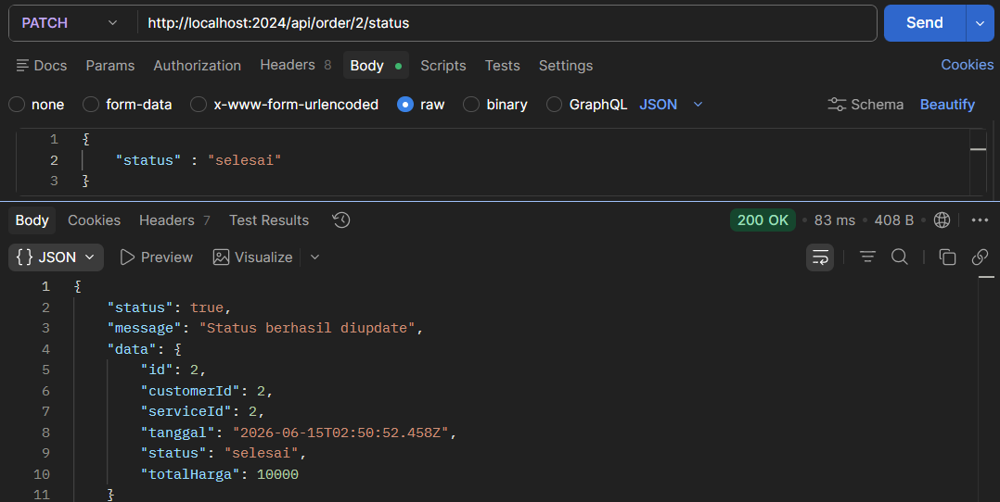 PATCH http://localhost:2024/api/order/2/status Send
Docs Params Authorization Headers 8 Body Scripts Tests Settings Cookies
none form-data x-www-form-urlencoded raw binary GraphQL JSON Schema Beautify
1 {
2 "status" : "selesai"
3 }
Body Cookies Headers 7 Test Results 200 OK • 83 ms • 408 B •
{} JSON Preview Visualize
1 {
2 "status": true,
3 "message": "Status berhasil diupdate",
4 "data": {
5 "id": 2,
6 "customerId": 2,
7 "serviceId": 2,
8 "tanggal": "2026-06-15T02:50:52.458Z",
9 "status": "selesai",
10 "totalHarga": 10000
11 }